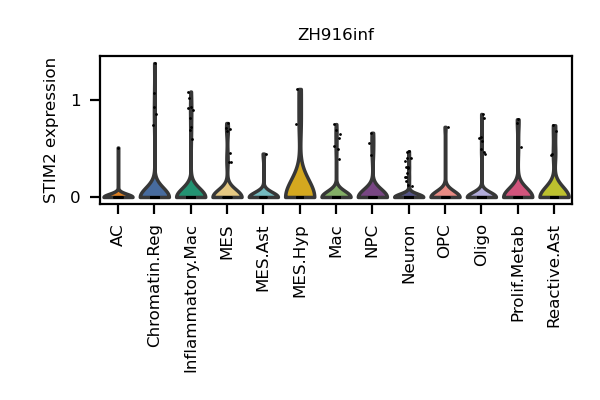 ZH916inf
STIM2 expression
1
0
AC
Chromatin.Reg
Inflammatory.Mac
MES
MES.Ast
MES.Hyp
Mac
NPC
Neuron
OPC
Oligo
Prolif.Metab
Reactive.Ast